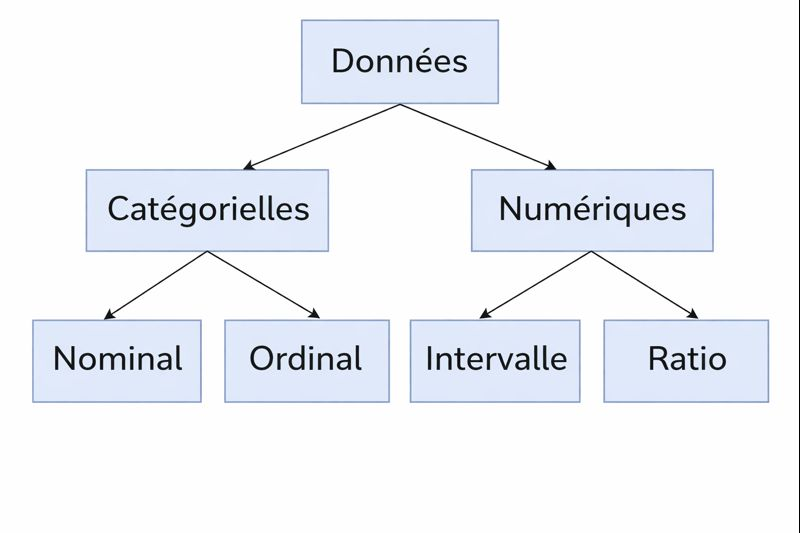 Données
Catégorielles
Numériques
Nominal
Ordinal
Intervalle
Ratio